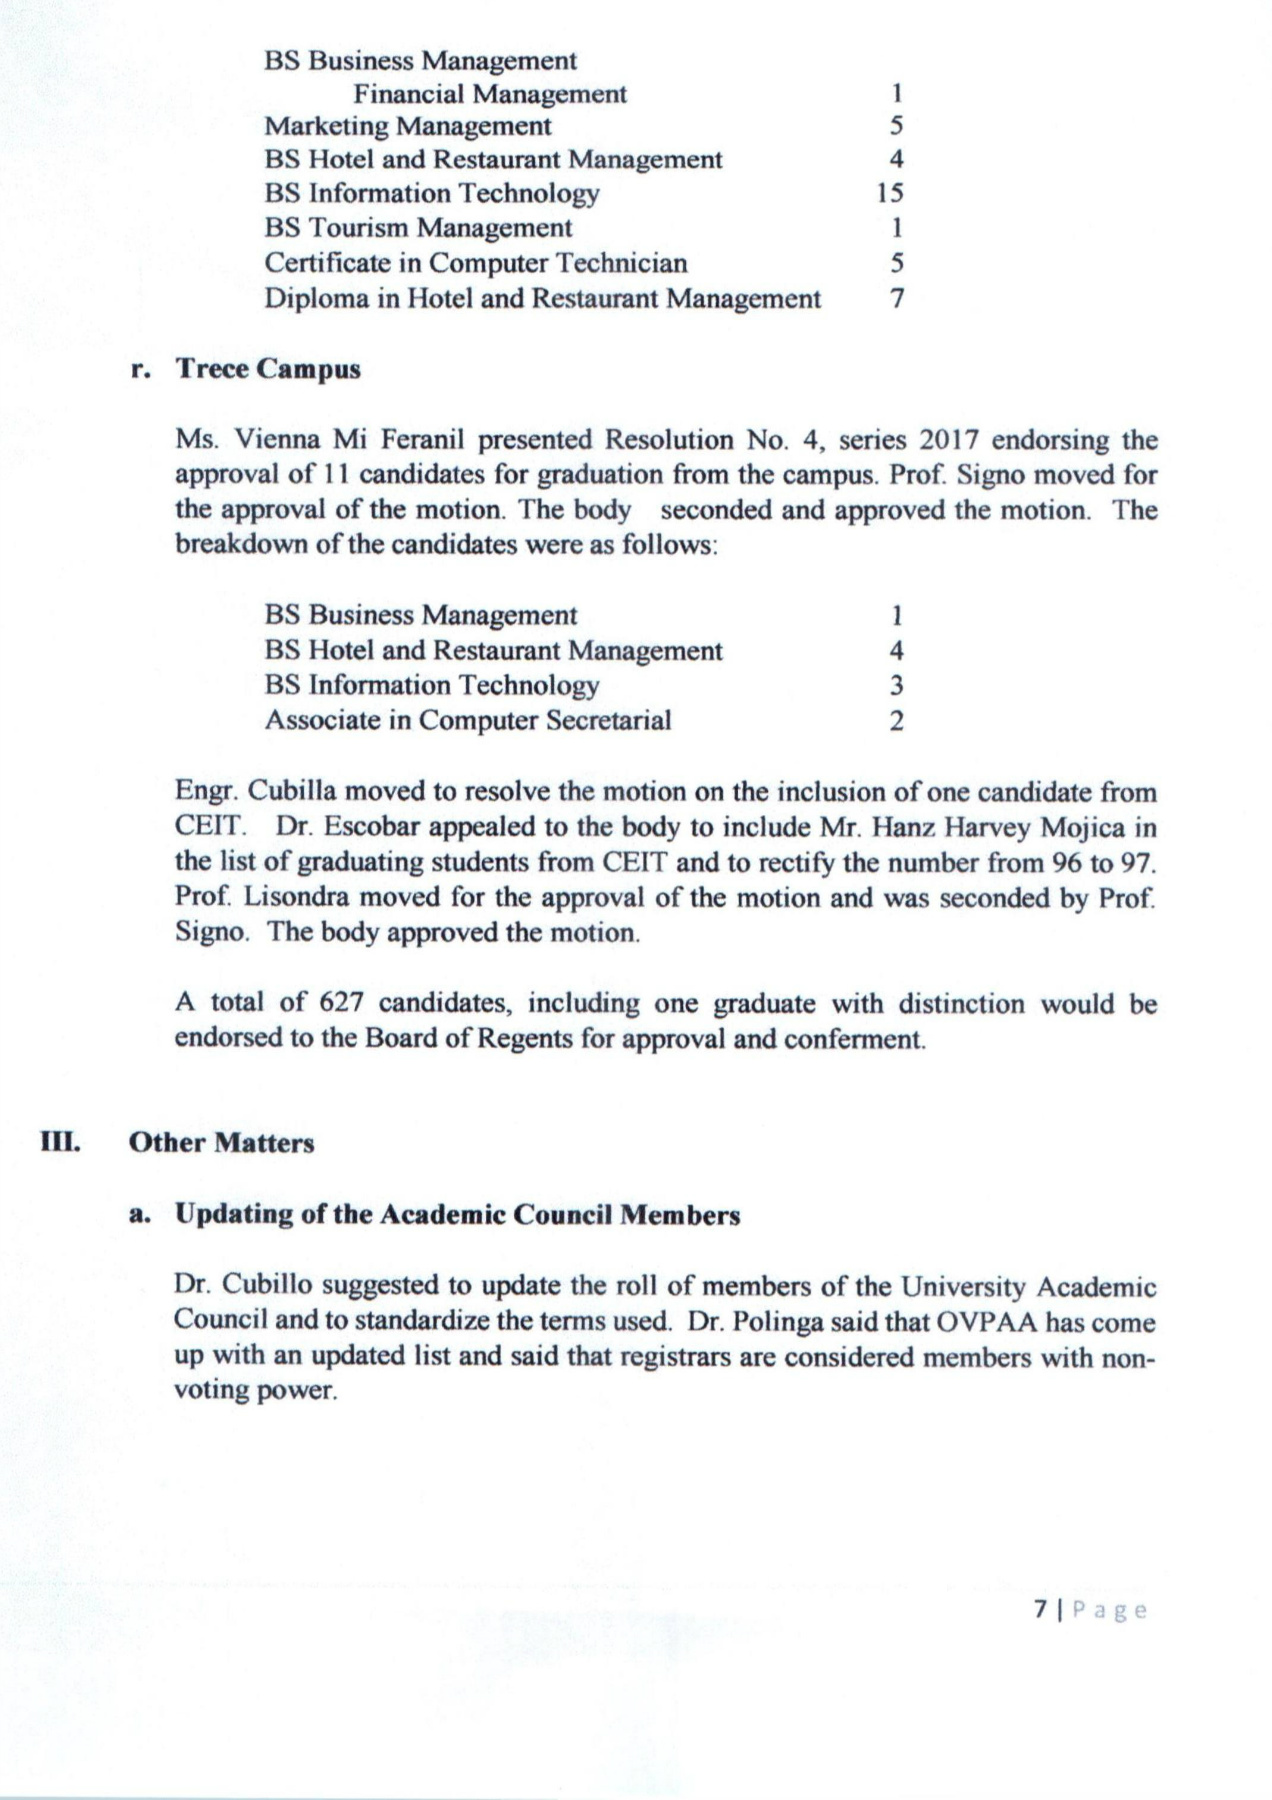 BS Business Management
Financial Management 1
Marketing Management 5
BS Hotel and Restaurant Management 4
BS Information Technology 15
BS Tourism Management 1
Certificate in Computer Technician 5
Diploma in Hotel and Restaurant Management 7
r. Trece Campus
Ms. Vienna Mi Feranil presented Resolution No. 4, series 2017 endorsing the
approval of 11 candidates for graduation from the campus. Prof. Signo moved for
the approval of the motion. The body seconded and approved the motion. The
breakdown of the candidates were as follows:
BS Business Management 1
BS Hotel and Restaurant Management 4
BS Information Technology 3
Associate in Computer Secretarial 2
Engr. Cubilla moved to resolve the motion on the inclusion of one candidate from
CEIT. Dr. Escobar appealed to the body to include Mr. Hanz Harvey Mojica in
the list of graduating students from CEIT and to rectify the number from 96 to 97.
Prof. Lisondra moved for the approval of the motion and was seconded by Prof.
Signo. The body approved the motion.
A total of 627 candidates, including one graduate with distinction would be
endorsed to the Board of Regents for approval and conferment.
III. Other Matters
a. Updating of the Academic Council Members
Dr. Cubillo suggested to update the roll of members of the University Academic
Council and to standardize the terms used. Dr. Polinga said that OVPAA has come
up with an updated list and said that registrars are considered members with non-
voting power.
7 | Page